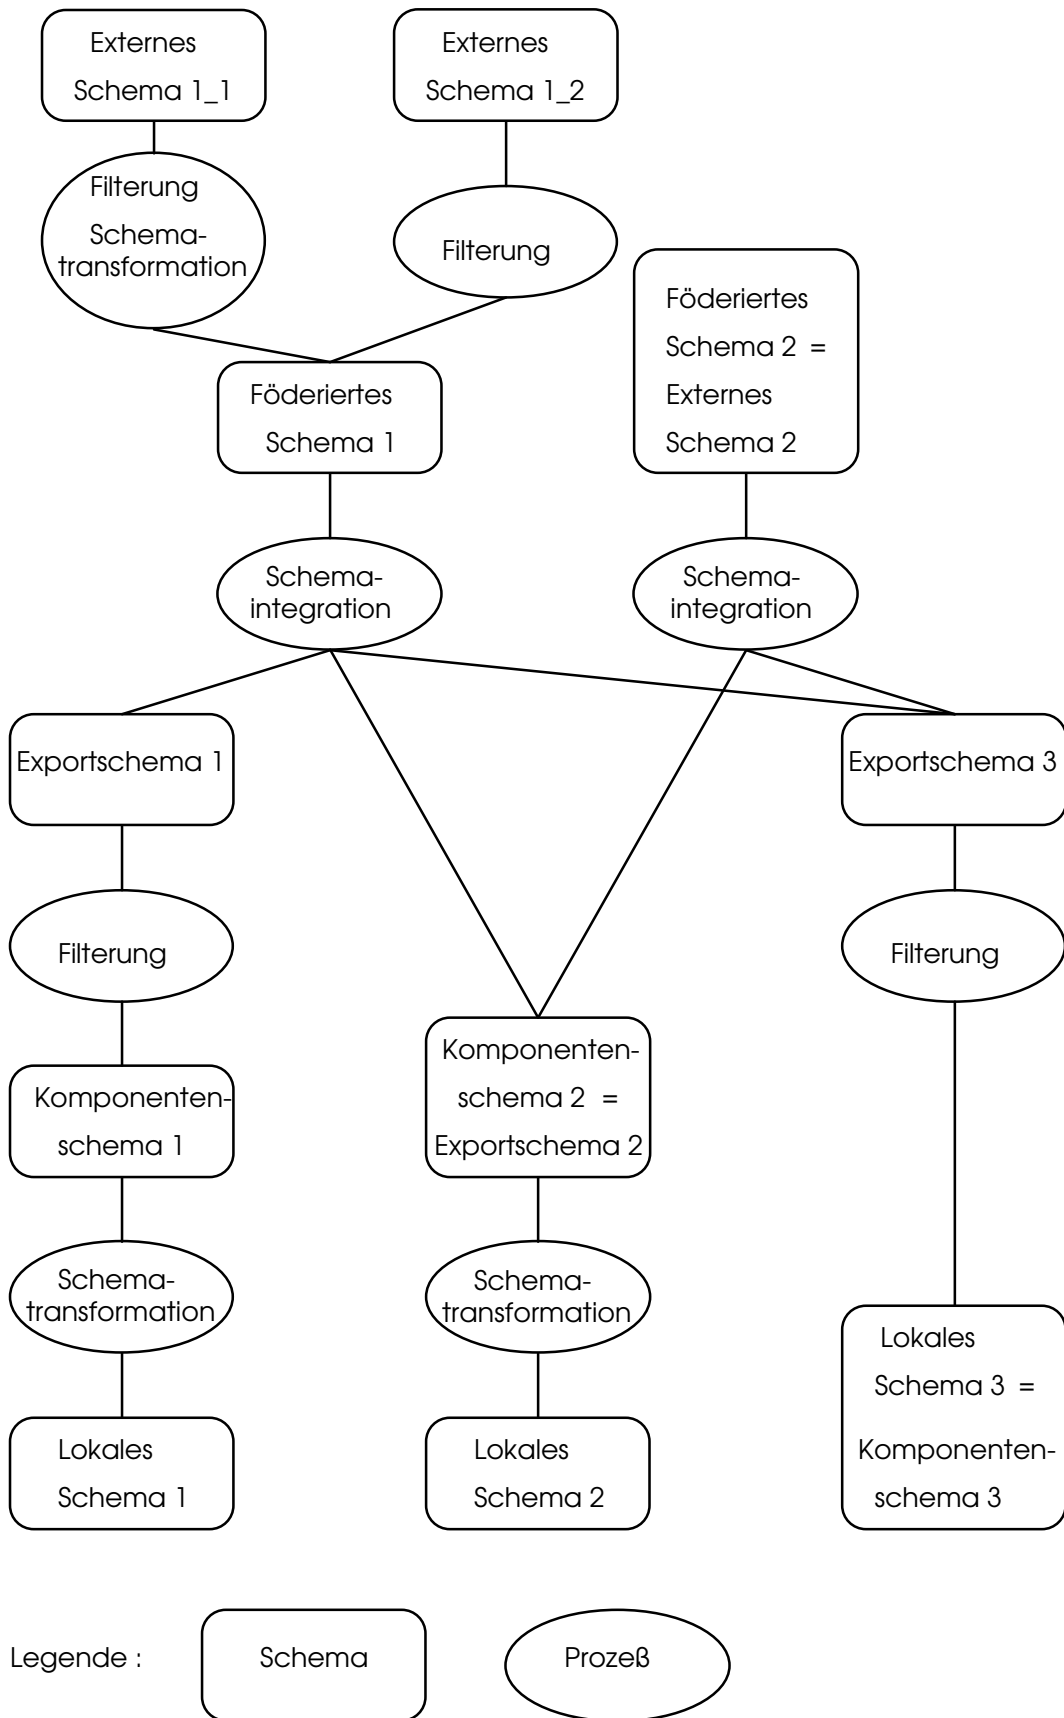 Externes
Schema 1_1
Externes
Schema 1_2
Filterung
Schema-
transformation
Filterung
Föderiertes
Schema 2 =
Externes
Schema 2
Föderiertes
Schema 1
Schema-
integration
Schema-
integration
Exportschema 1
Exportschema 3
Filterung
Filterung
Komponenten-
schema 1
Komponenten-
schema 2 =
Exportschema 2
Schema-
transformation
Schema-
transformation
Lokales
Schema 3 =
Komponenten-
schema 3
Lokales
Schema 1
Lokales
Schema 2
Legende :
Schema
Prozeß